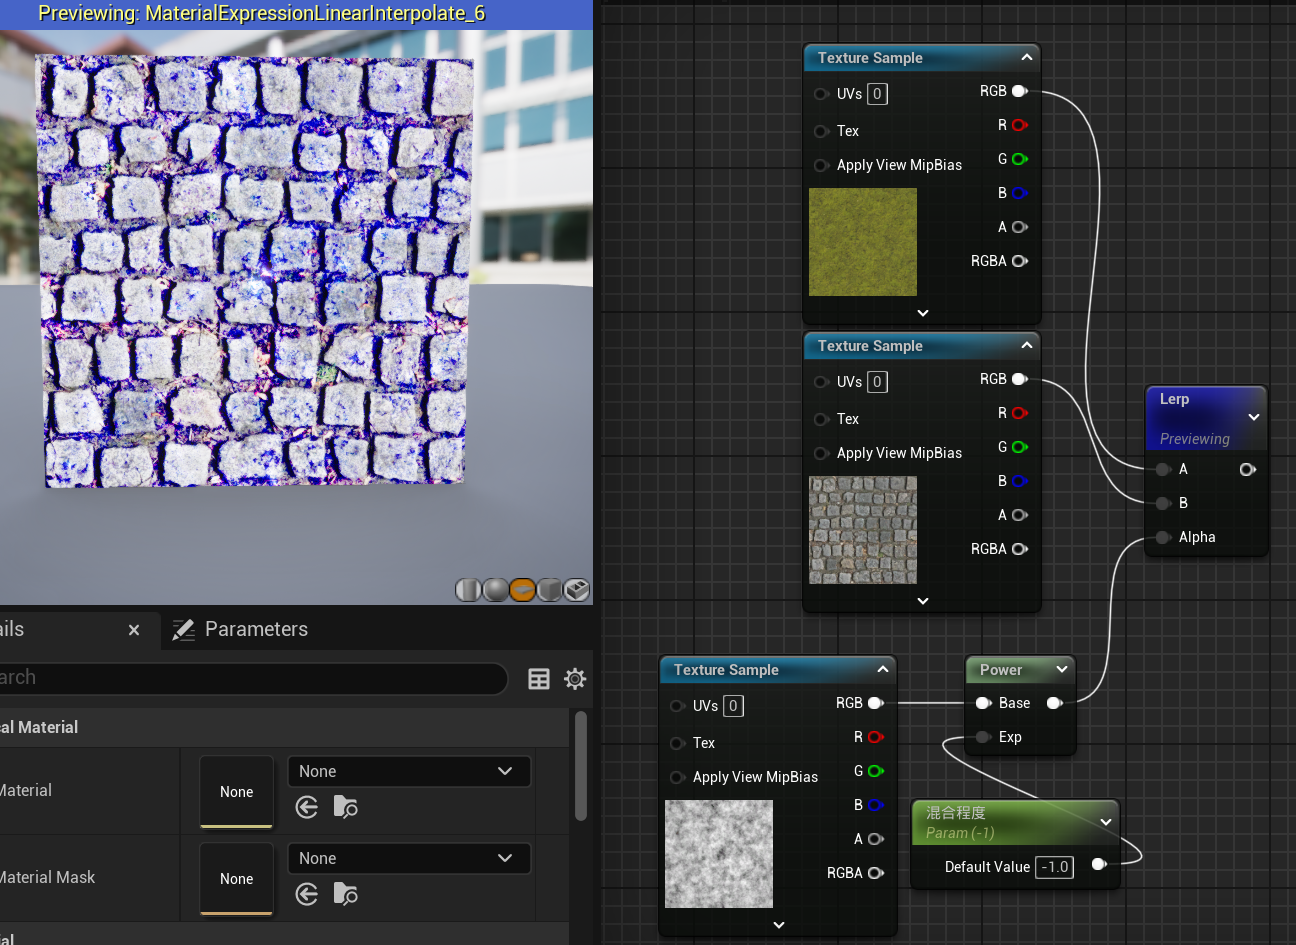 Previewing: MaterialExpressionLinearInterpolate_6
ils
Parameters
arch
cal Material
Material
None
None
Material Mask
None
None
ial
Texture Sample
UVs 0
RGB
R
Tex
G
Apply View MipBias
B
A
RGBA
Texture Sample
UVs 0
RGB
R
Tex
G
Apply View MipBias
B
A
RGBA
Lerp
Previewing
A
B
Alpha
Texture Sample
UVs 0
RGB
R
Tex
G
Apply View MipBias
B
A
RGBA
Power
Base
Exp
混合程度
Param (-1)
Default Value -1.0